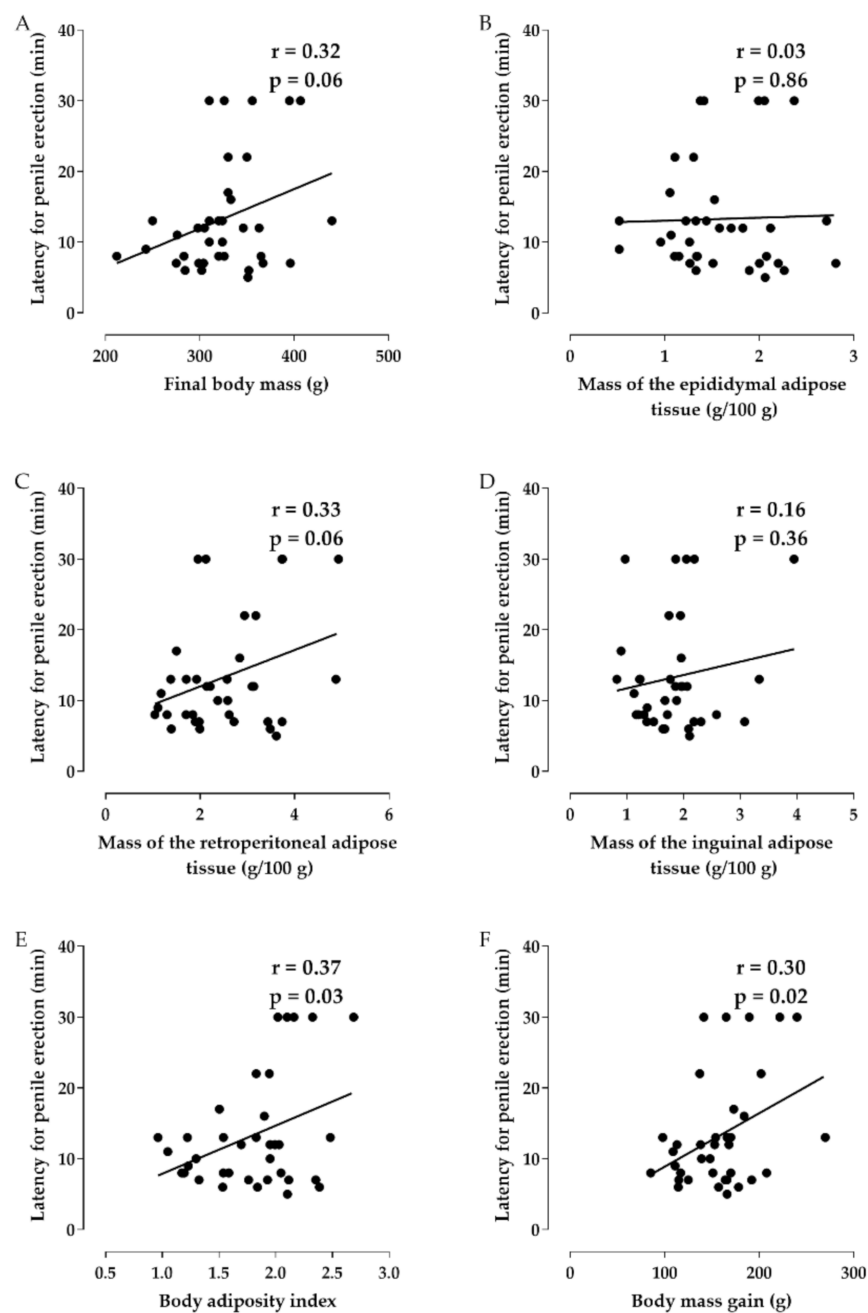 A
Latency for penile erection (min)
40
30
20
10
0
r = 0.32
p = 0.06
200 300 400 500
Final body mass (g)
B
Latency for penile erection (min)
40
30
20
10
0
r = 0.03
p = 0.86
0 1 2 3
Mass of the epididymal adipose
tissue (g/100 g)
C
Latency for penile erection (min)
40
30
20
10
0
r = 0.33
p = 0.06
0 2 4 6
Mass of the retroperitoneal adipose
tissue (g/100 g)
D
Latency for penile erection (min)
40
30
20
10
0
r = 0.16
p = 0.36
0 1 2 3 4 5
Mass of the inguinal adipose
tissue (g/100 g)
E
Latency for penile erection (min)
40
30
20
10
0
r = 0.37
p = 0.03
0.5 1.0 1.5 2.0 2.5 3.0
Body adiposity index
F
Latency for penile erection (min)
40
30
20
10
0
r = 0.30
p = 0.02
0 100 200 300
Body mass gain (g)